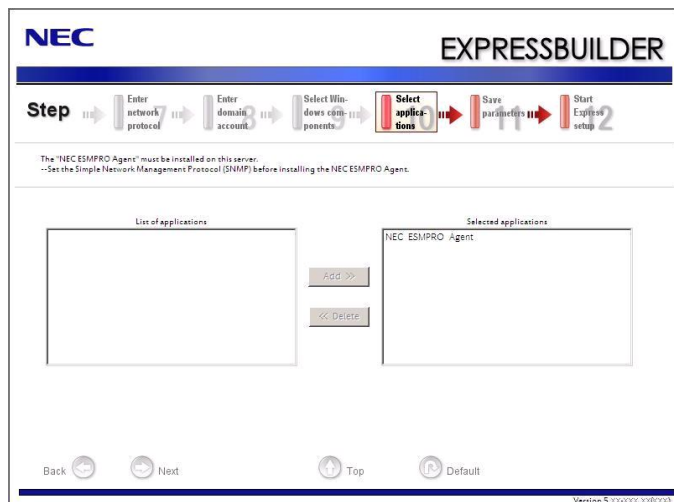 NEC
EXPRESSBUILDER
Step
Enter
network
protocol
7
Enter
domain
account
8
Select Win-
dows com-
ponents
9
Select
applica-
tions
10
Save
parameters
11
Start
Express
setup
12
The "NEC ESMPRO Agent" must be installed on this server.
--Set the Simple Network Management Protocol (SNMP) before installing the NEC ESMPRO Agent.
List of applications
Selected applications
NEC ESMPRO Agent
Add >>
<< Delete
Back
Next
Top
Default
Version 5.